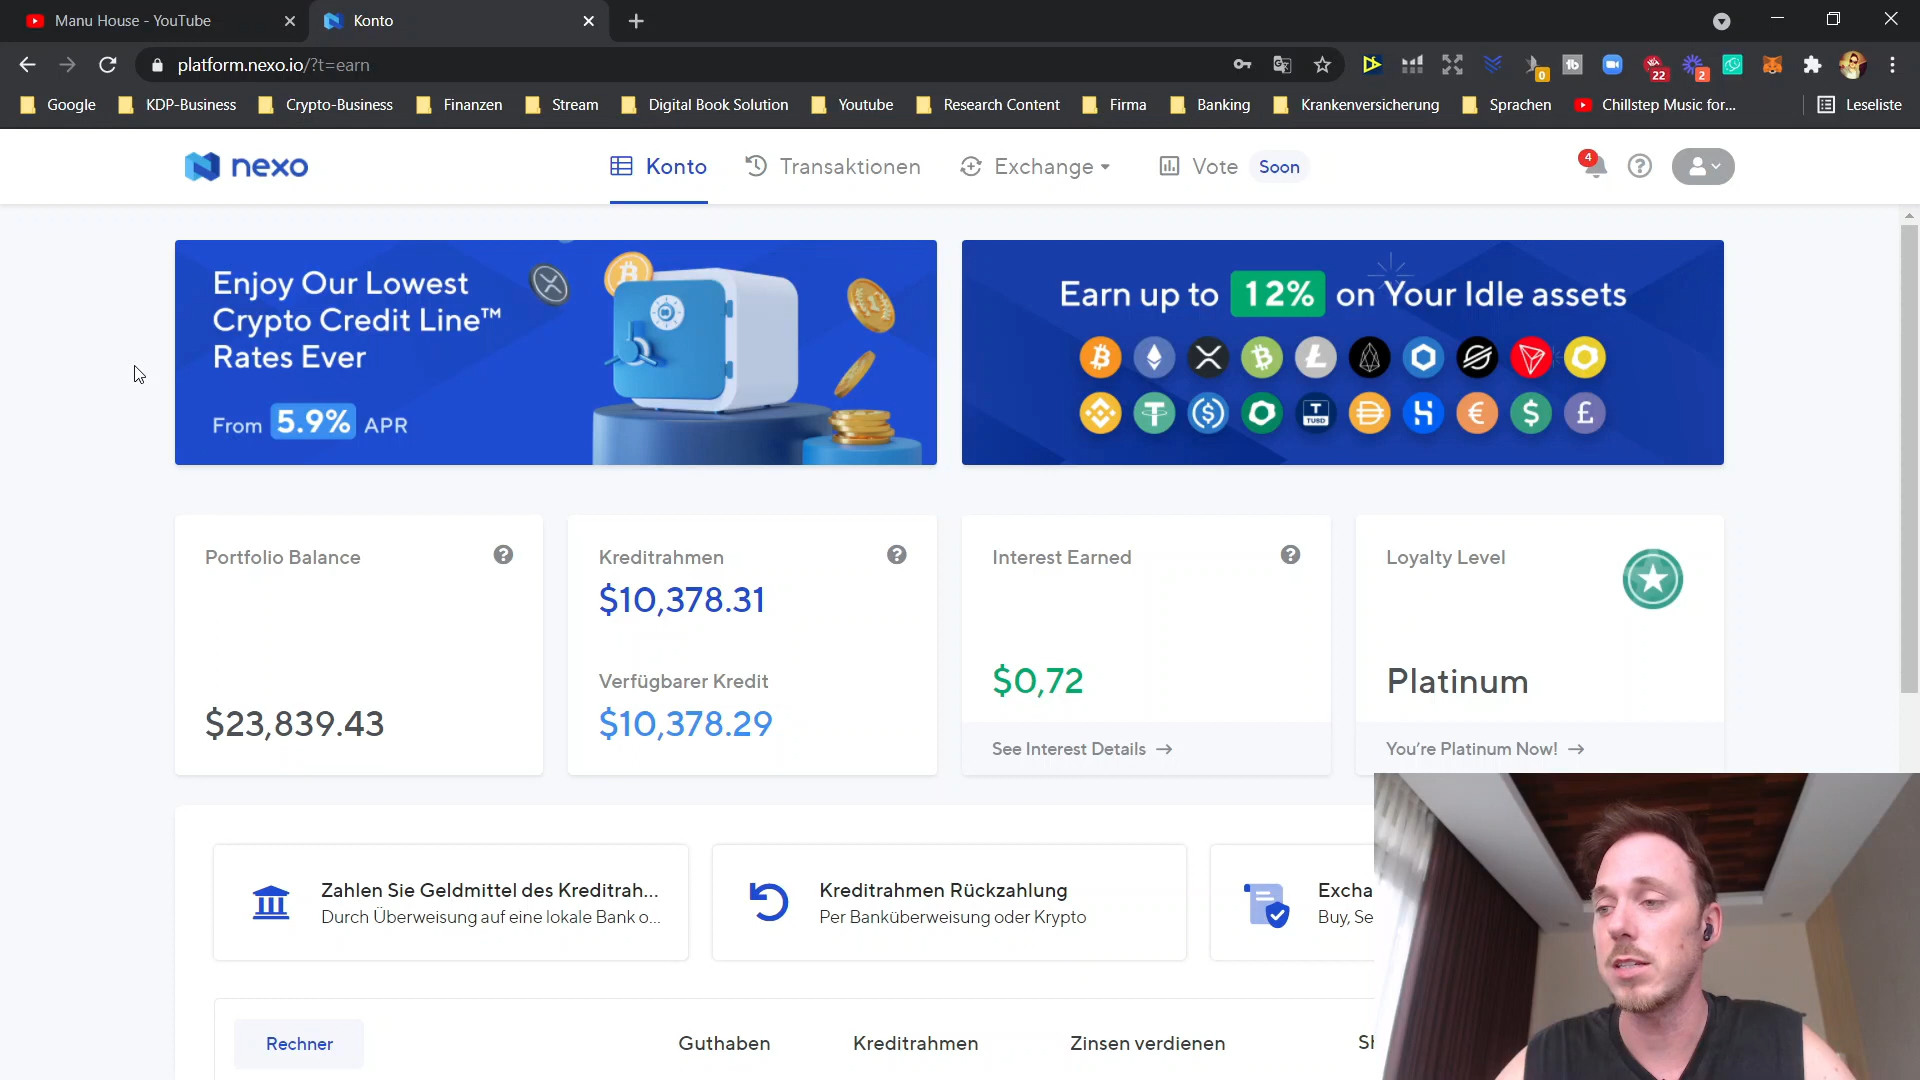 Manu House - YouTube
Konto
platform.nexo.io/?t=earn
0
22
2
Google
KDP-Business
Crypto-Business
Finanzen
Stream
Digital Book Solution
Youtube
Research Content
Firma
Banking
Krankenversicherung
Sprachen
Chillstep Music for...
Leseliste
nexo
Konto
Transaktionen
Exchange
Vote
Soon
4
Enjoy Our Lowest
Crypto Credit Line™
Rates Ever
From 5.9% APR
Earn up to 12% on Your Idle assets
TUSD
Portfolio Balance
$23,839.43
Kreditrahmen
$10,378.31
Verfügbarer Kredit
$10,378.29
Interest Earned
$0,72
See Interest Details →
Loyalty Level
Platinum
You're Platinum Now! →
Zahlen Sie Geldmittel des Kreditrah...
Durch Überweisung auf eine lokale Bank o...
Kreditrahmen Rückzahlung
Per Banküberweisung oder Krypto
Excha
Buy, Se
Rechner
Guthaben
Kreditrahmen
Zinsen verdienen